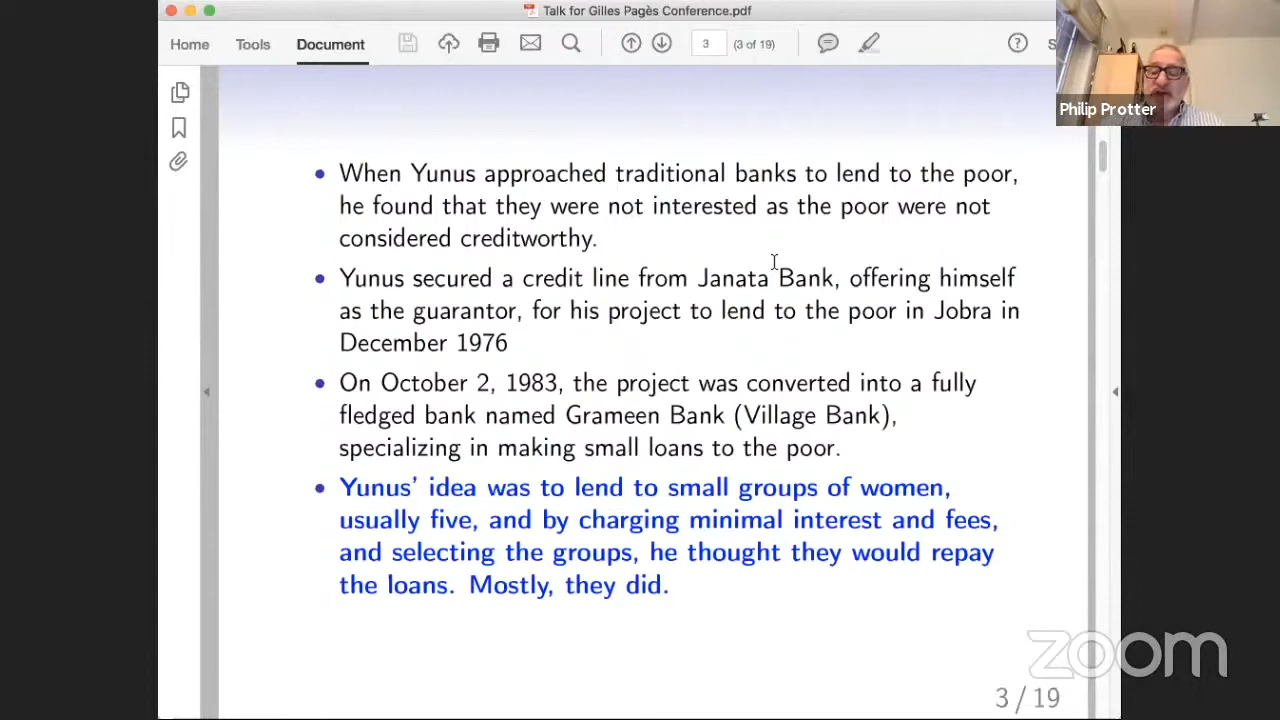 Talk for Gilles Pagès Conference.pdf
Home Tools Document 3 (3 of 19) S
Philip Protter
When Yunus approached traditional banks to lend to the poor,
he found that they were not interested as the poor were not
considered creditworthy.
Yunus secured a credit line from Janata Bank, offering himself
as the guarantor, for his project to lend to the poor in Jobra in
December 1976
On October 2, 1983, the project was converted into a fully
fledged bank named Grameen Bank (Village Bank),
specializing in making small loans to the poor.
Yunus' idea was to lend to small groups of women,
usually five, and by charging minimal interest and fees,
and selecting the groups, he thought they would repay
the loans. Mostly, they did.
zoom
3 / 19